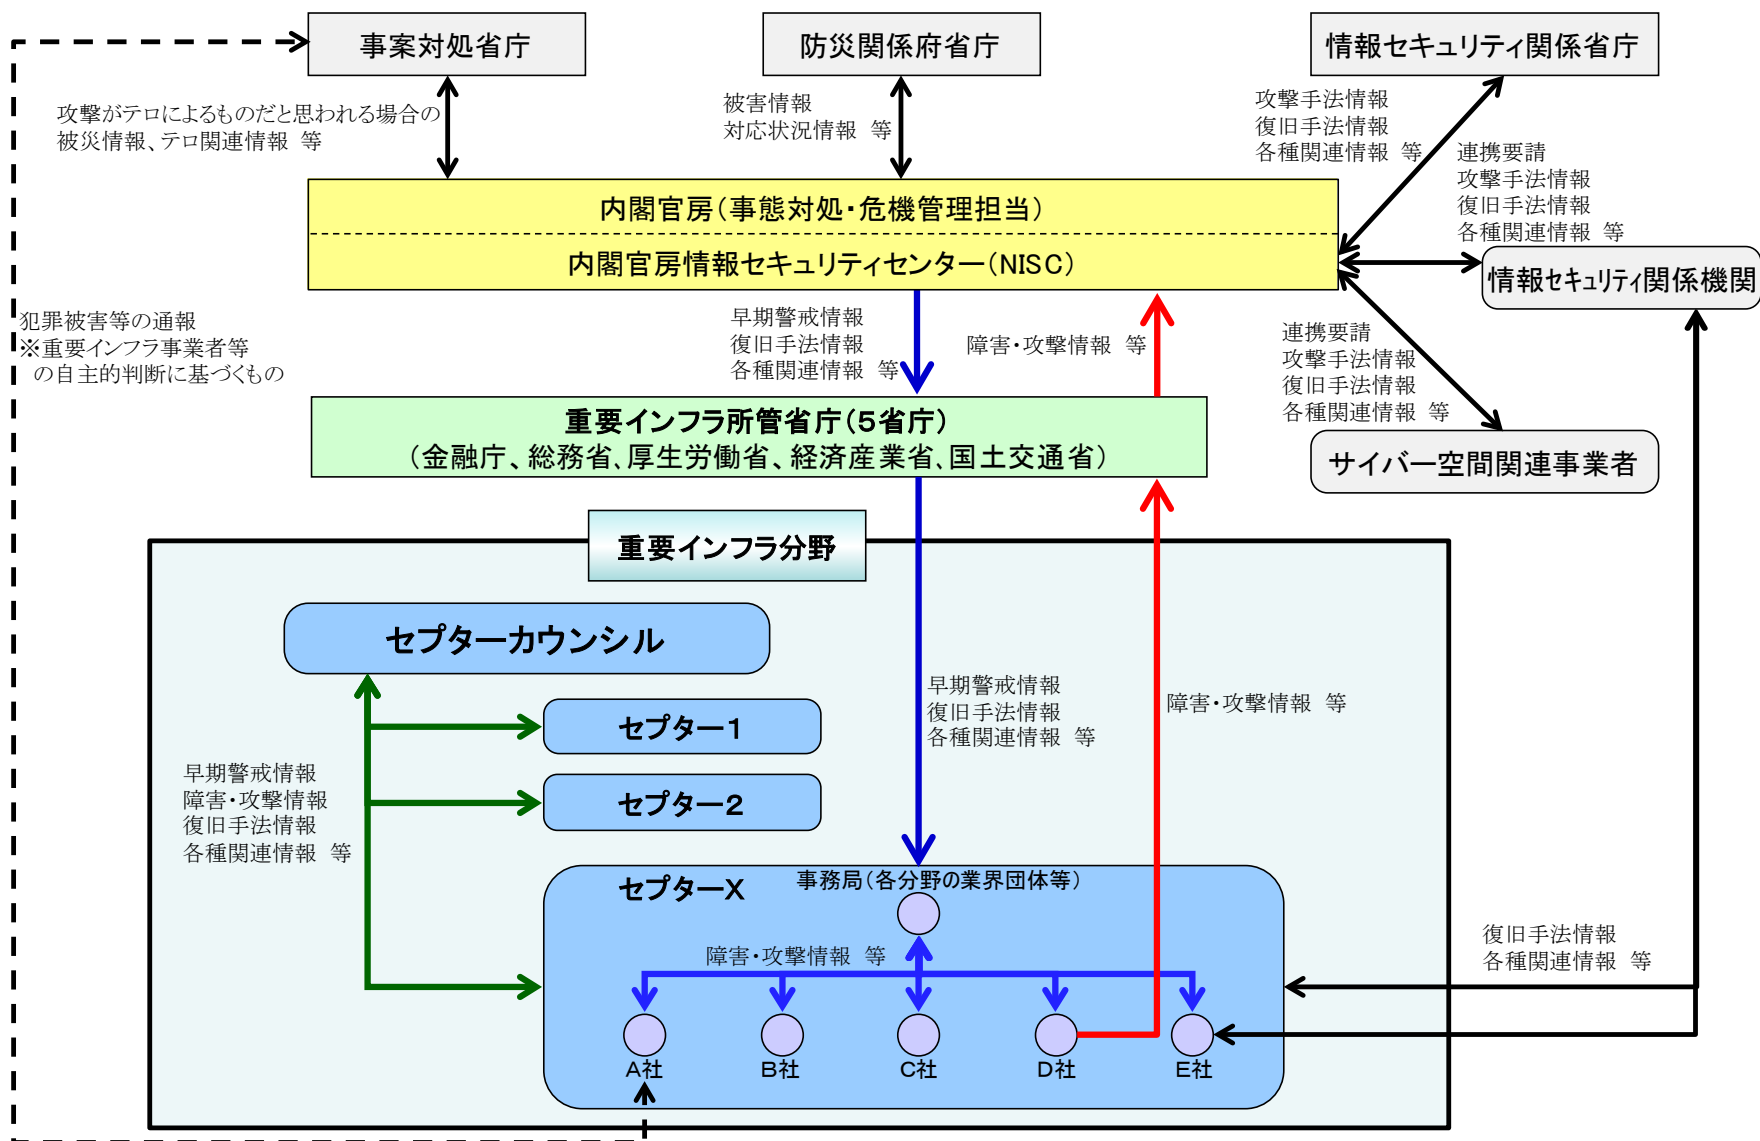 事案対処省庁
防災関係府省庁
情報セキュリティ関係省庁
攻撃がテロによるものだと思われる場合の
被災情報、テロ関連情報 等
被害情報
対応状況情報 等
攻撃手法情報
復旧手法情報
各種関連情報 等
連携要請
攻撃手法情報
復旧手法情報
各種関連情報 等
内閣官房(事態対処・危機管理担当)
内閣官房情報セキュリティセンター(NISC)
情報セキュリティ関係機関
犯罪被害等の通報
※重要インフラ事業者等
の自主的判断に基づくもの
早期警戒情報
復旧手法情報
各種関連情報 等
障害・攻撃情報 等
連携要請
攻撃手法情報
復旧手法情報
各種関連情報 等
重要インフラ所管省庁(5省庁)
(金融庁、総務省、厚生労働省、経済産業省、国土交通省)
サイバー空間関連事業者
重要インフラ分野
セプターカウンシル
セプター1
セプター2
早期警戒情報
復旧手法情報
各種関連情報 等
障害・攻撃情報 等
早期警戒情報
障害・攻撃情報
復旧手法情報
各種関連情報 等
セプターX
事務局(各分野の業界団体等)
障害・攻撃情報 等
A社
B社
C社
D社
E社
復旧手法情報
各種関連情報 等